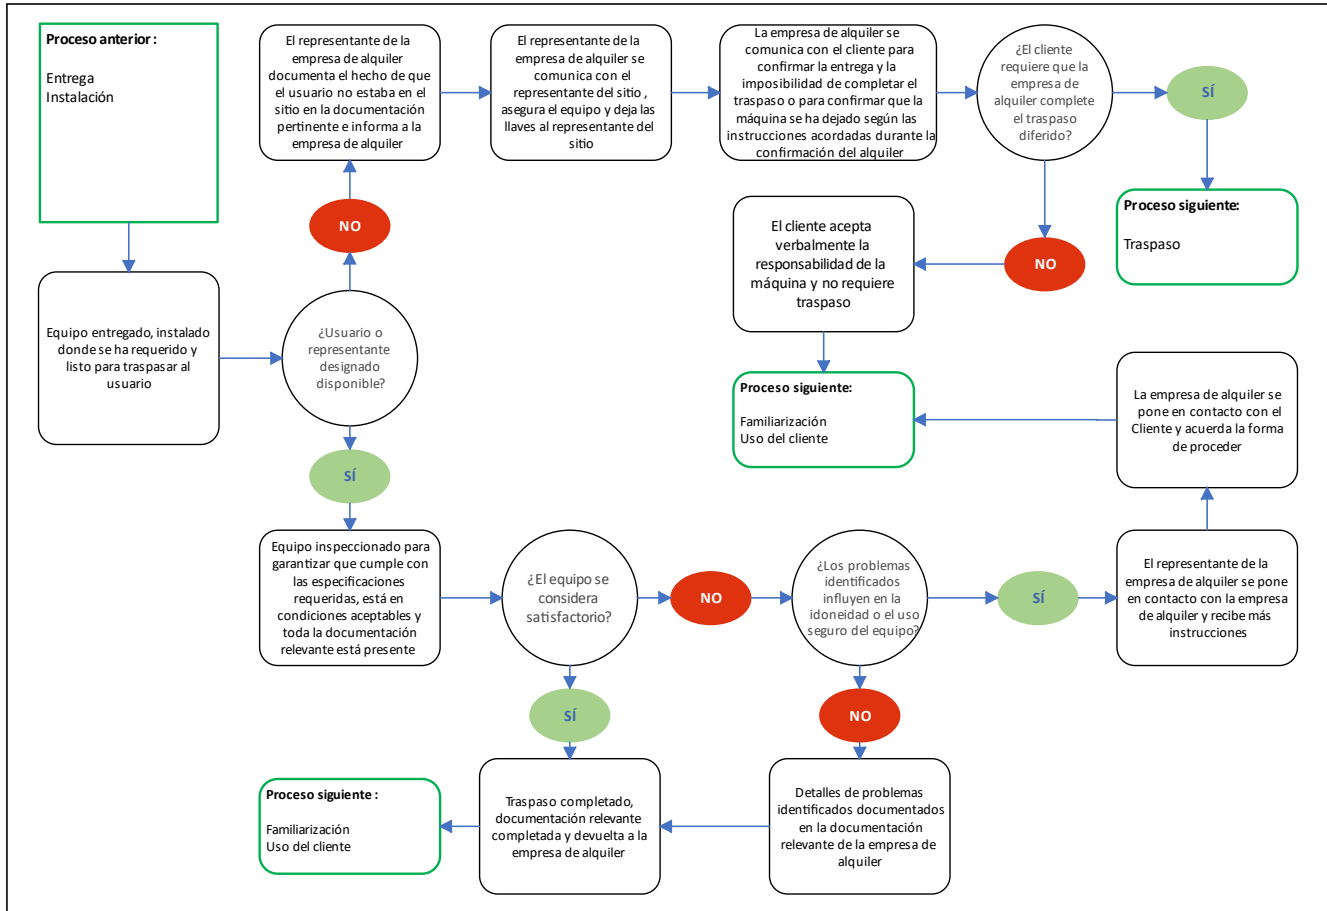 Proceso anterior :
Entrega
Instalación
El representante de la
empresa de alquiler
documenta el hecho de que
el usuario no estaba en el
sitio en la documentación
pertinente e informa a la
empresa de alquiler
El representante de la
empresa de alquiler se
comunica con el
representante del sitio ,
asegura el equipo y deja las
llaves al representante del
sitio
La empresa de alquiler se
comunica con el cliente para
confirmar la entrega y la
imposibilidad de completar el
traspaso o para confirmar que la
máquina se ha dejado según las
instrucciones acordadas durante la
confirmación del alquiler
¿El cliente
requiere que la
empresa de
alquiler complete
el traspaso
diferido?
SÍ
Proceso siguiente:
Traspaso
NO
NO
El cliente acepta
verbalmente la
responsabilidad de la
máquina y no requiere
traspaso
Equipo entregado, instalado
donde se ha requerido y
listo para traspasar al
usuario
¿Usuario o
representante
designado
disponible?
Proceso siguiente:
Familiarización
Uso del cliente
La empresa de alquiler se
pone en contacto con el
Cliente y acuerda la forma
de proceder
SÍ
Equipo inspeccionado para
garantizar que cumple con
las especificaciones
requeridas, está en
condiciones aceptables y
toda la documentación
relevante está presente
¿El equipo se
considera
satisfactorio?
NO
¿Los problemas
identificados
influyen en la
idoneidad o el uso
seguro del equipo?
SÍ
El representante de la
empresa de alquiler se pone
en contacto con la empresa
de alquiler y recibe más
instrucciones
SÍ
NO
Proceso siguiente :
Familiarización
Uso del cliente
Traspaso completado,
documentación relevante
completada y devuelta a la
empresa de alquiler
Detalles de problemas
identificados documentados
en la documentación
relevante de la empresa de
alquiler